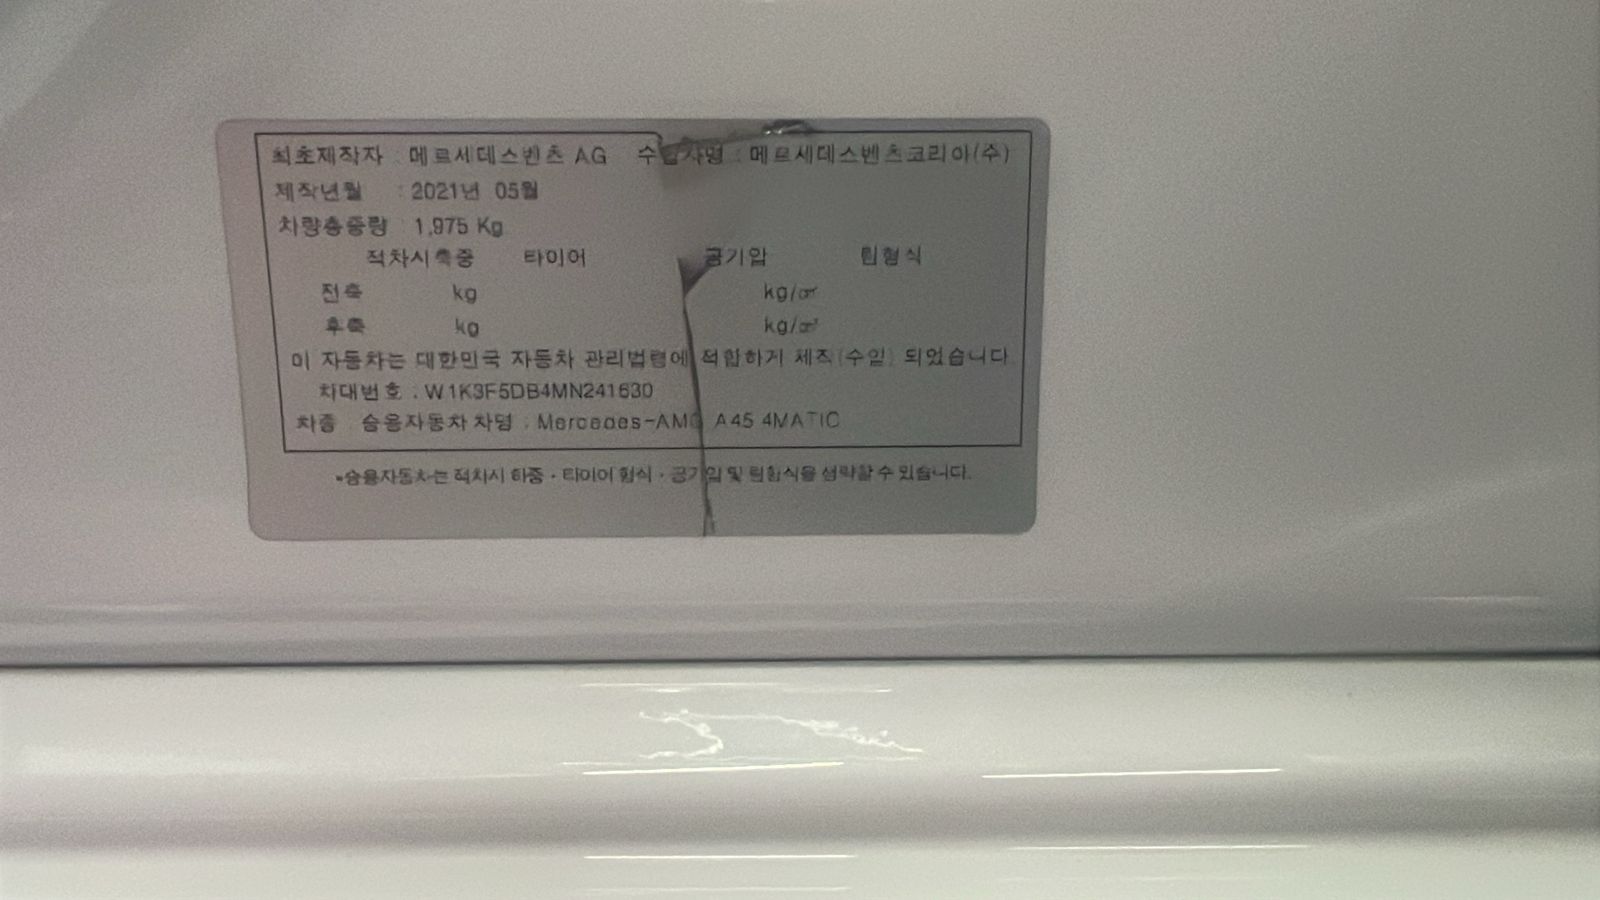 최초제작자 : 메르세데스벤츠 AG 수입자명 : 메르세데스벤츠코리아(주)
제작년월 : 2021년 05월
차량총중량 : 1,975 Kg
적차시축중 타이어 공기압 림형식
전축 kg kg/㎠
후축 kg kg/㎠
이 자동차는 대한민국 자동차 관리법령에 적합하게 제작(수입) 되었습니다.
차대번호 : W1K3F5DB4MN241630
차종 승용자동차 차명 : Mercedes-AMG A45 4MATIC
*승용자동차는 적차시 하중 · 타이어 형식 · 공기압 및 림형식을 생략할 수 있습니다.